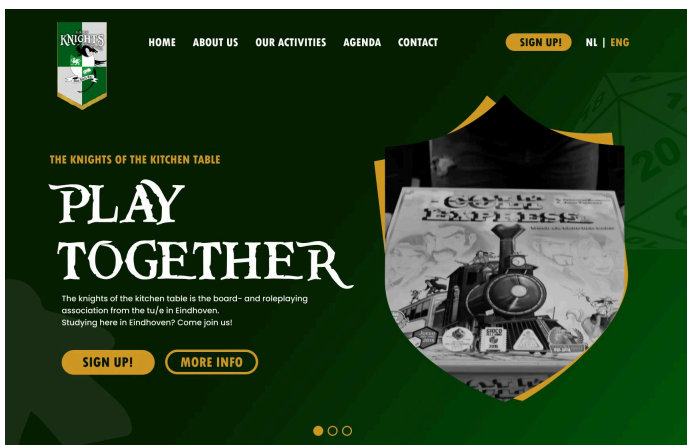 KNIGHTS
HOME
ABOUT US
OUR ACTIVITIES
AGENDA
CONTACT
SIGN UP!
NL | ENG
THE KNIGHTS OF THE KITCHEN TABLE
PLAY
TOGETHER
The knights of the kitchen table is the board- and roleplaying
association from the tu/e in Eindhoven.
Studying here in Eindhoven? Come join us!
SIGN UP!
MORE INFO
COLT
EXPRESS
20